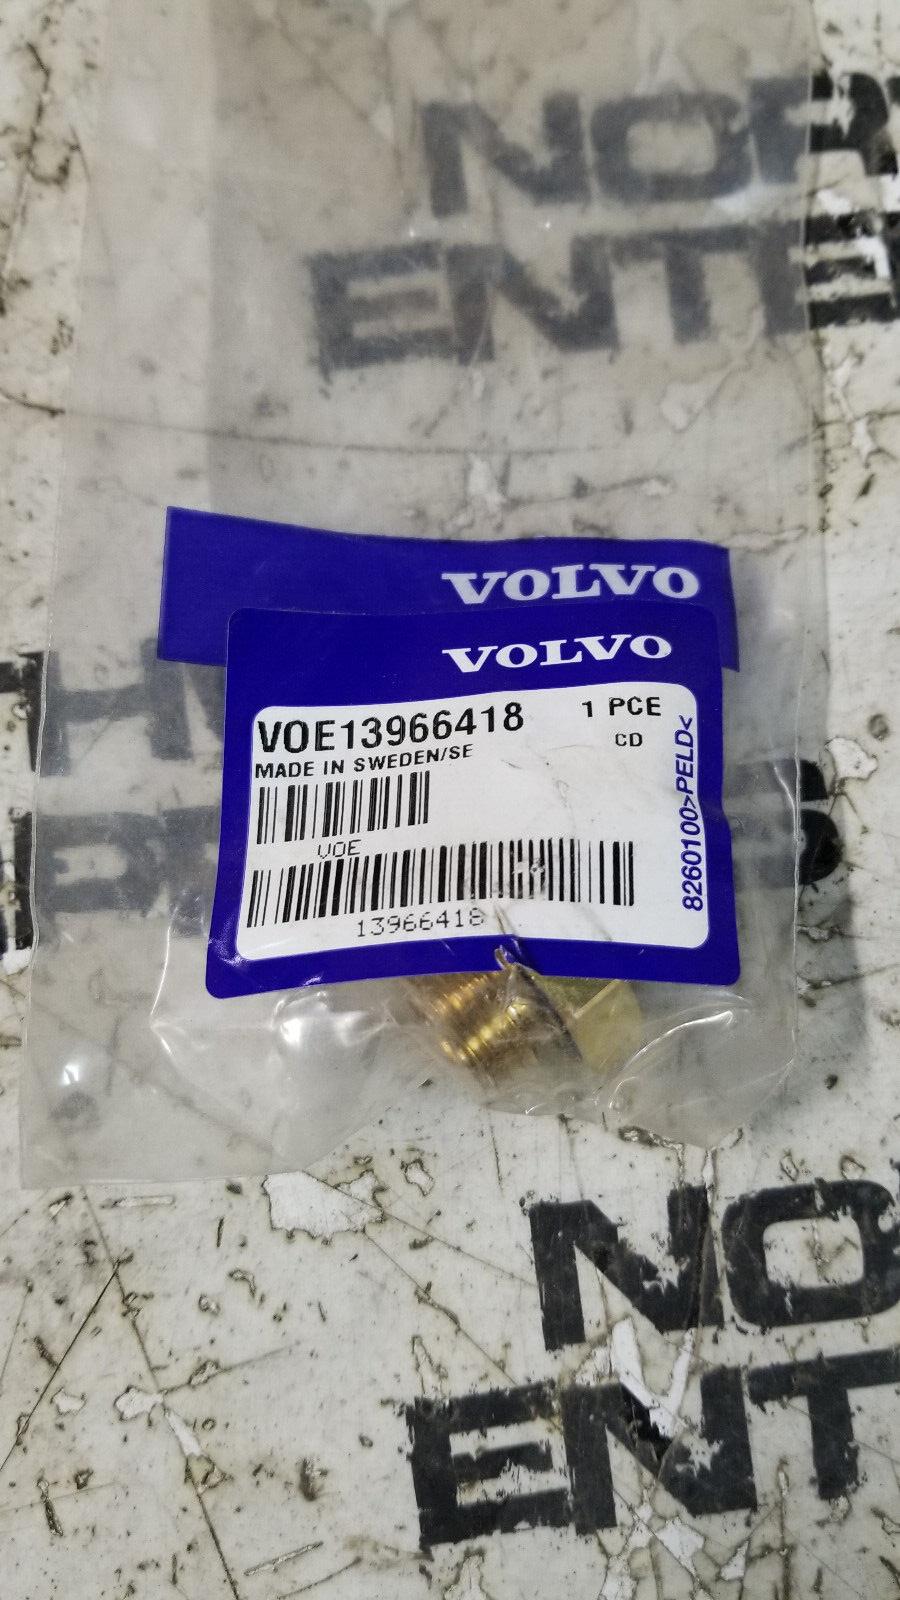 NOR
ENTE
VOLVO
VOLVO
VOE13966418 1 PCE
MADE IN SWEDEN/SE CD
8260100>PELD<
VOE
13966418
NO
ENT